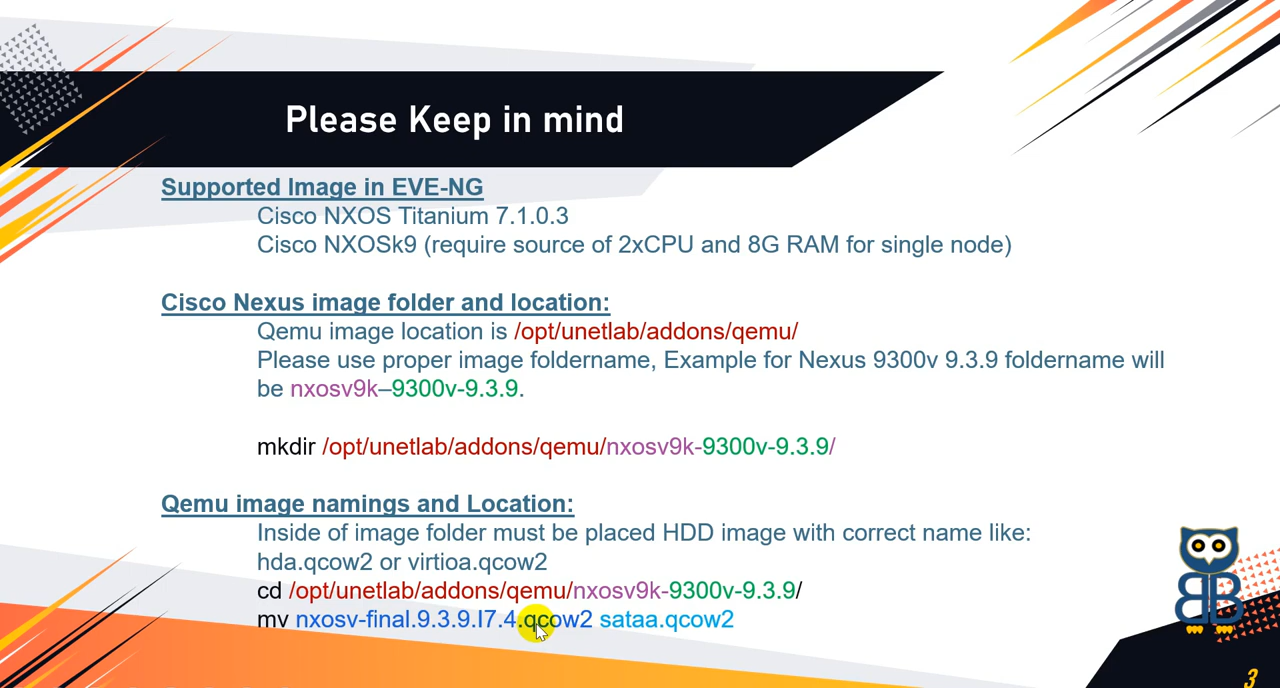 Please Keep in mind
Supported Image in EVE-NG
Cisco NXOS Titanium 7.1.0.3
Cisco NXOSk9 (require source of 2xCPU and 8G RAM for single node)
Cisco Nexus image folder and location:
Qemu image location is /opt/unetlab/addons/qemu/
Please use proper image foldername, Example for Nexus 9300v 9.3.9 foldername will
be nxosv9k–9300v-9.3.9.
mkdir /opt/unetlab/addons/qemu/nxosv9k-9300v-9.3.9/
Qemu image namings and Location:
Inside of image folder must be placed HDD image with correct name like:
hda.qcow2 or virtioa.qcow2
cd /opt/unetlab/addons/qemu/nxosv9k-9300v-9.3.9/
mv nxosv-final.9.3.9.I7.4.qcow2 sataa.qcow2
BB
3